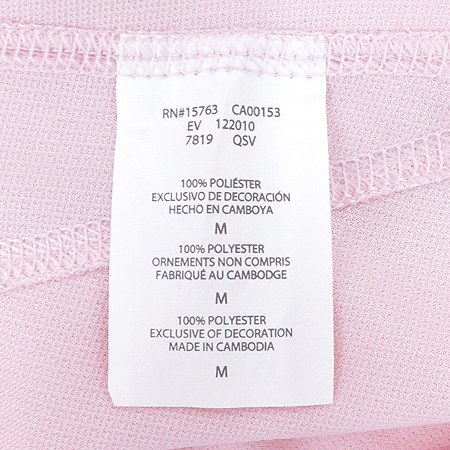 RN#15763 CA00153
EV 122010
7819 QSV
100% POLIÉSTER
EXCLUSIVO DE DECORACIÓN
HECHO EN CAMBOYA
M
100% POLYESTER
ORNEMENTS NON COMPRIS
FABRIQUÉ AU CAMBODGE
M
100% POLYESTER
EXCLUSIVE OF DECORATION
MADE IN CAMBODIA
M